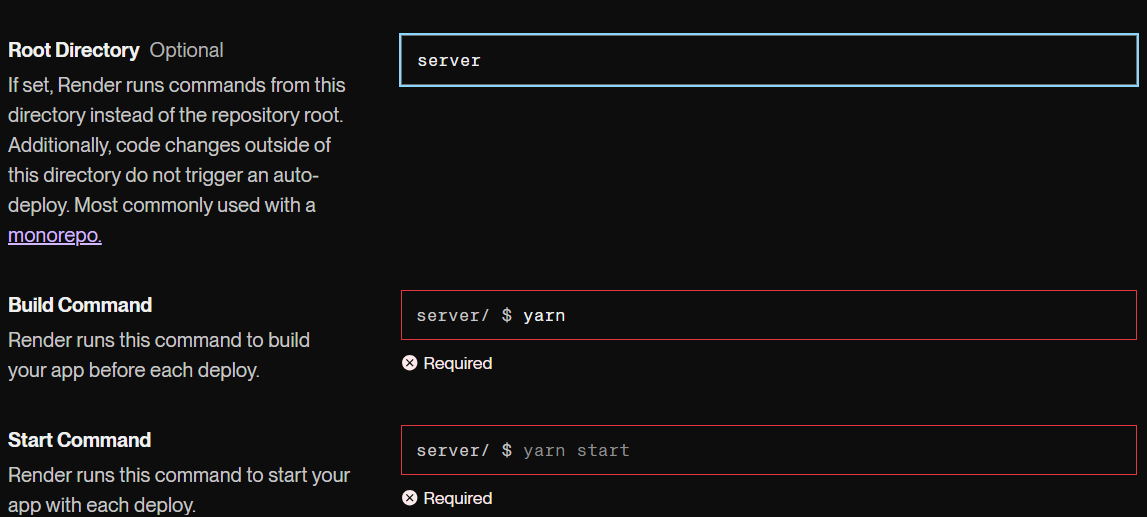 Root Directory Optional
server
If set, Render runs commands from this
directory instead of the repository root.
Additionally, code changes outside of
this directory do not trigger an auto-
deploy. Most commonly used with a
monorepo.
Build Command
server/ $ yarn
Render runs this command to build
your app before each deploy.
Required
Start Command
server/ $ yarn start
Render runs this command to start your
app with each deploy.
Required